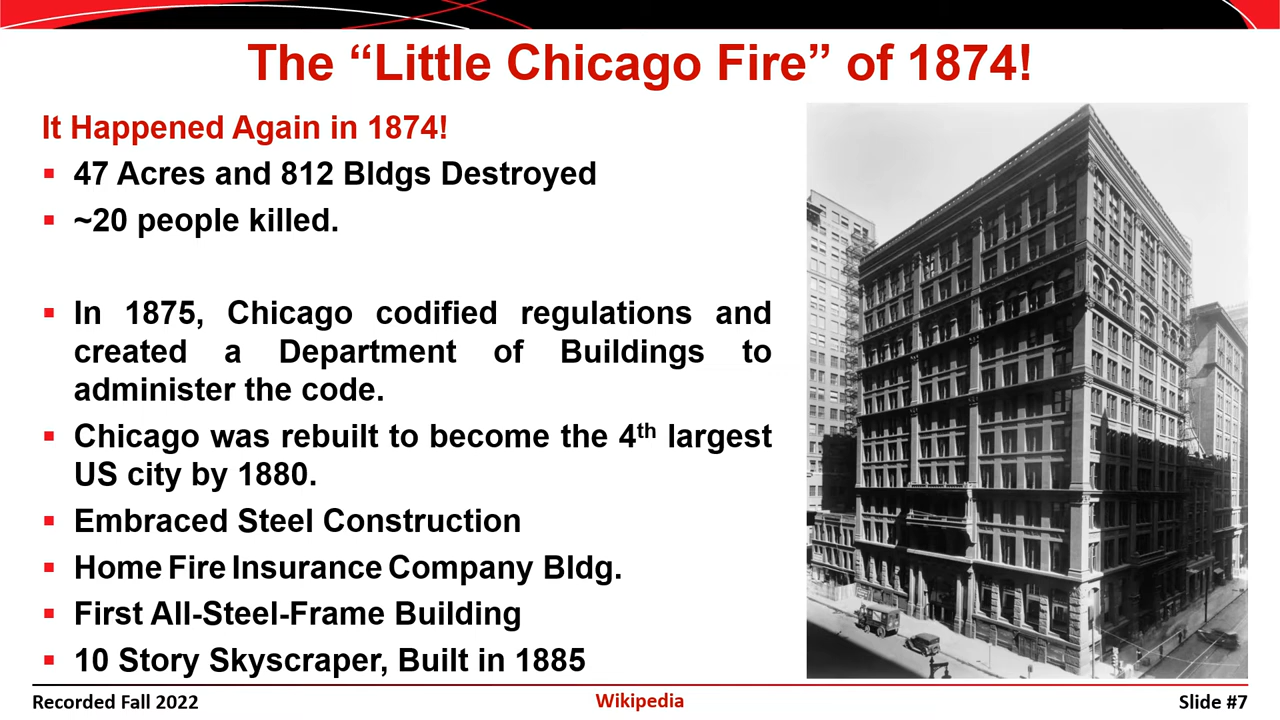 The “Little Chicago Fire” of 1874!
It Happened Again in 1874!
▪ 47 Acres and 812 Bldgs Destroyed
▪ ~20 people killed.
▪ In 1875, Chicago codified regulations and
created a Department of Buildings to
administer the code.
▪ Chicago was rebuilt to become the 4th largest
US city by 1880.
▪ Embraced Steel Construction
▪ Home Fire Insurance Company Bldg.
▪ First All-Steel-Frame Building
▪ 10 Story Skyscraper, Built in 1885
Recorded Fall 2022
Wikipedia
Slide #7